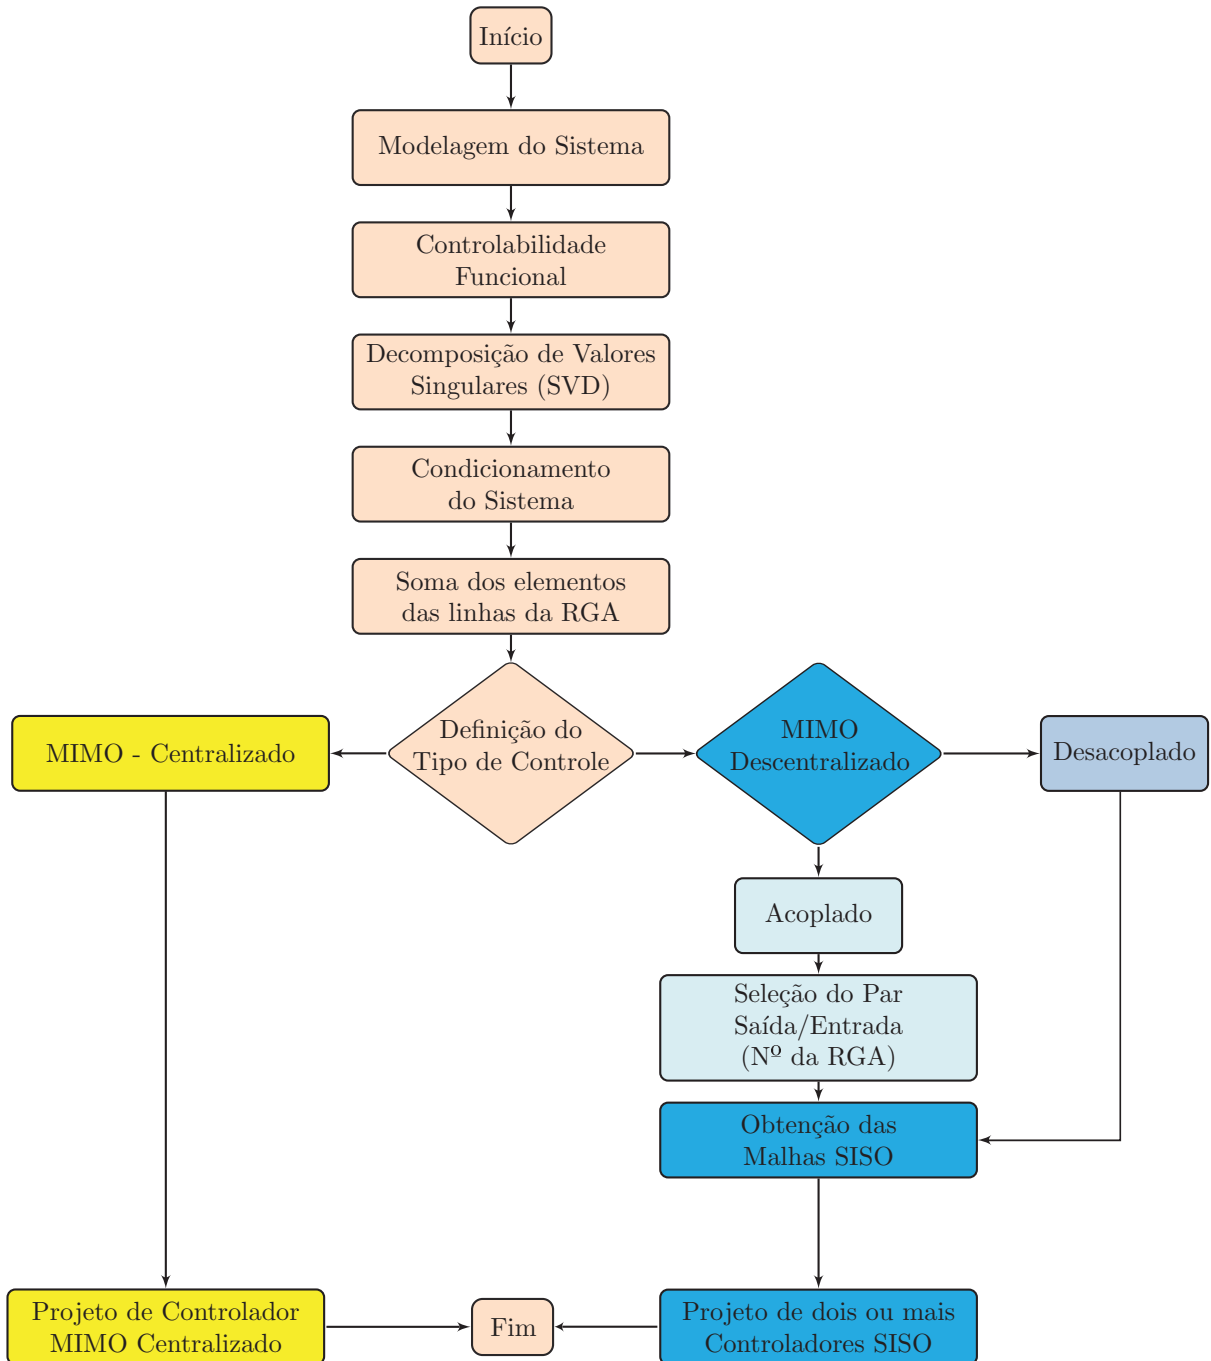 Início
Modelagem do Sistema
Controlabilidade
Funcional
Decomposição de Valores
Singulares (SVD)
Condicionamento
do Sistema
Soma dos elementos
das linhas da RGA
Definição do
Tipo de Controle
MIMO - Centralizado
MIMO
Descentralizado
Desacoplado
Acoplado
Seleção do Par
Saída/Entrada
(Nº da RGA)
Obtenção das
Malhas SISO
Projeto de Controlador
MIMO Centralizado
Fim
Projeto de dois ou mais
Controladores SISO